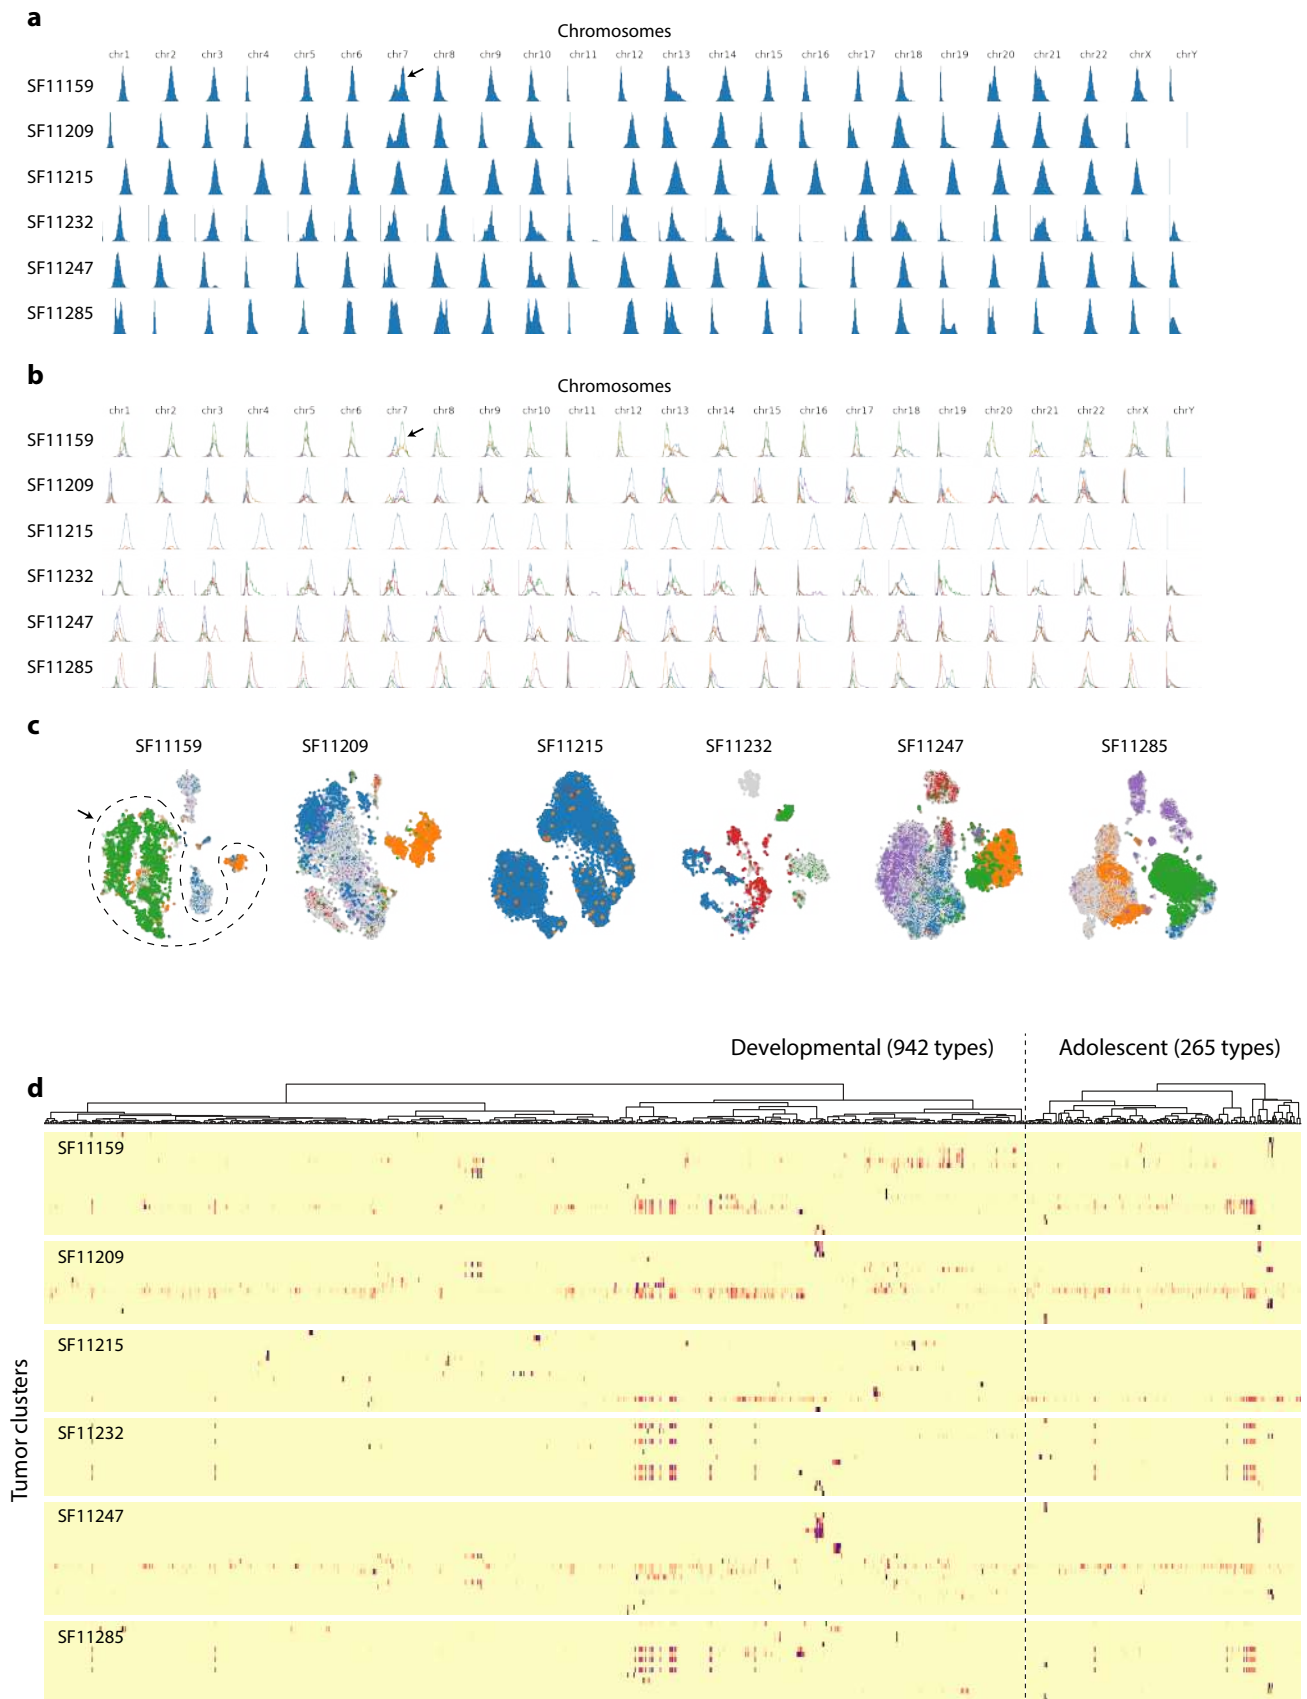 a
Chromosomes
chr1 chr2 chr3 chr4 chr5 chr6 chr7 chr8 chr9 chr10 chr11 chr12 chr13 chr14 chr15 chr16 chr17 chr18 chr19 chr20 chr21 chr22 chrX chrY
SF11159
SF11209
SF11215
SF11232
SF11247
SF11285
b
Chromosomes
chr1 chr2 chr3 chr4 chr5 chr6 chr7 chr8 chr9 chr10 chr11 chr12 chr13 chr14 chr15 chr16 chr17 chr18 chr19 chr20 chr21 chr22 chrX chrY
SF11159
SF11209
SF11215
SF11232
SF11247
SF11285
c
SF11159 SF11209 SF11215 SF11232 SF11247 SF11285
Developmental (942 types) Adolescent (265 types)
d
Tumor clusters
SF11159
SF11209
SF11215
SF11232
SF11247
SF11285